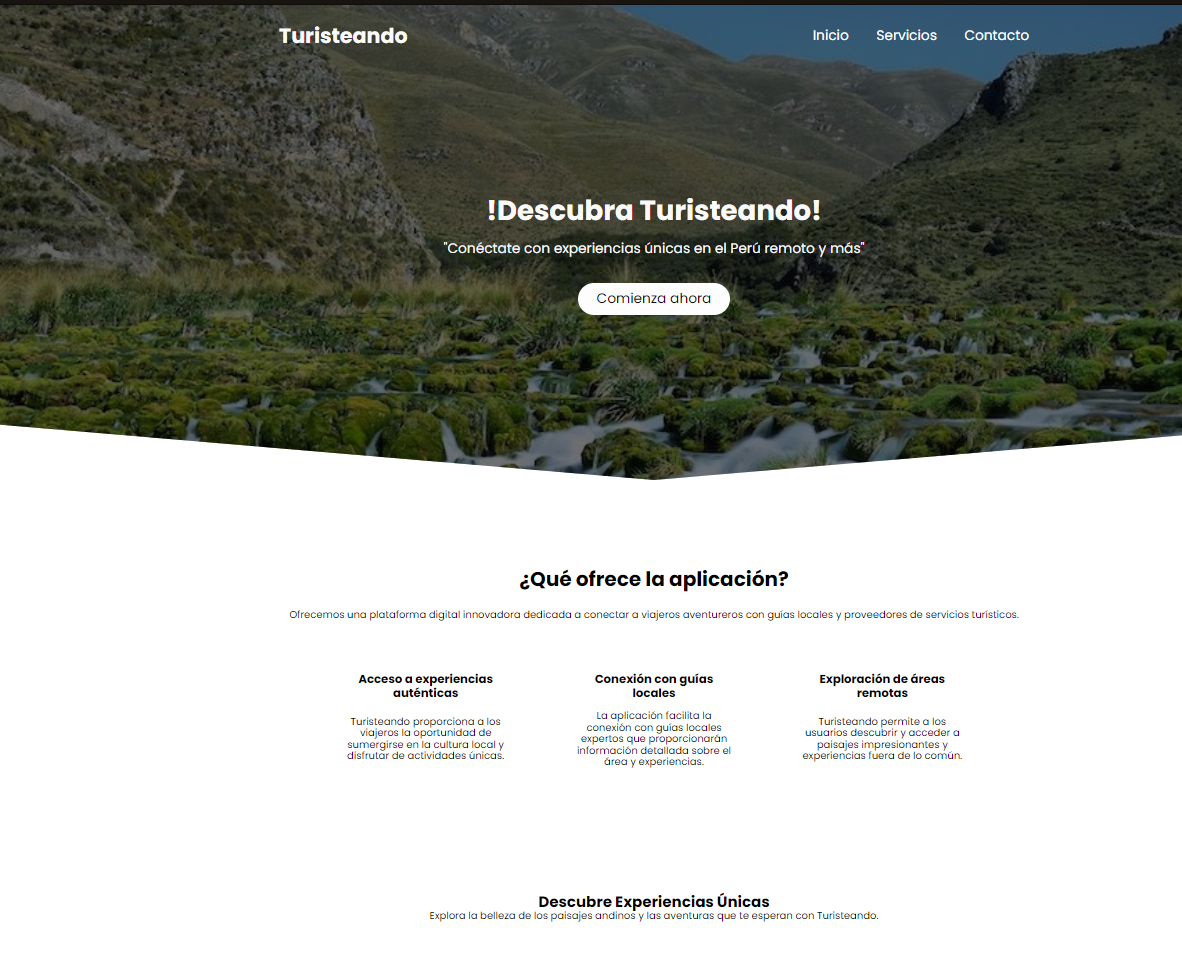 Turisteando
Inicio Servicios Contacto
!Descubra Turisteando!
"Conéctate con experiencias únicas en el Perú remoto y más"
Comienza ahora
¿Qué ofrece la aplicación?
Ofrecemos una plataforma digital innovadora dedicada a conectar a viajeros aventureros con guías locales y proveedores de servicios turísticos.
Acceso a experiencias
auténticas
Turisteando proporciona a los
viajeros la oportunidad de
sumergirse en la cultura local y
disfrutar de actividades únicas.
Conexión con guías
locales
La aplicación facilita la
conexión con guías locales
expertos que proporcionarán
información detallada sobre el
área y experiencias.
Exploración de áreas
remotas
Turisteando permite a los
usuarios descubrir y acceder a
paisajes impresionantes y
experiencias fuera de lo común.
Descubre Experiencias Únicas
Explora la belleza de los paisajes andinos y las aventuras que te esperan con Turisteando.